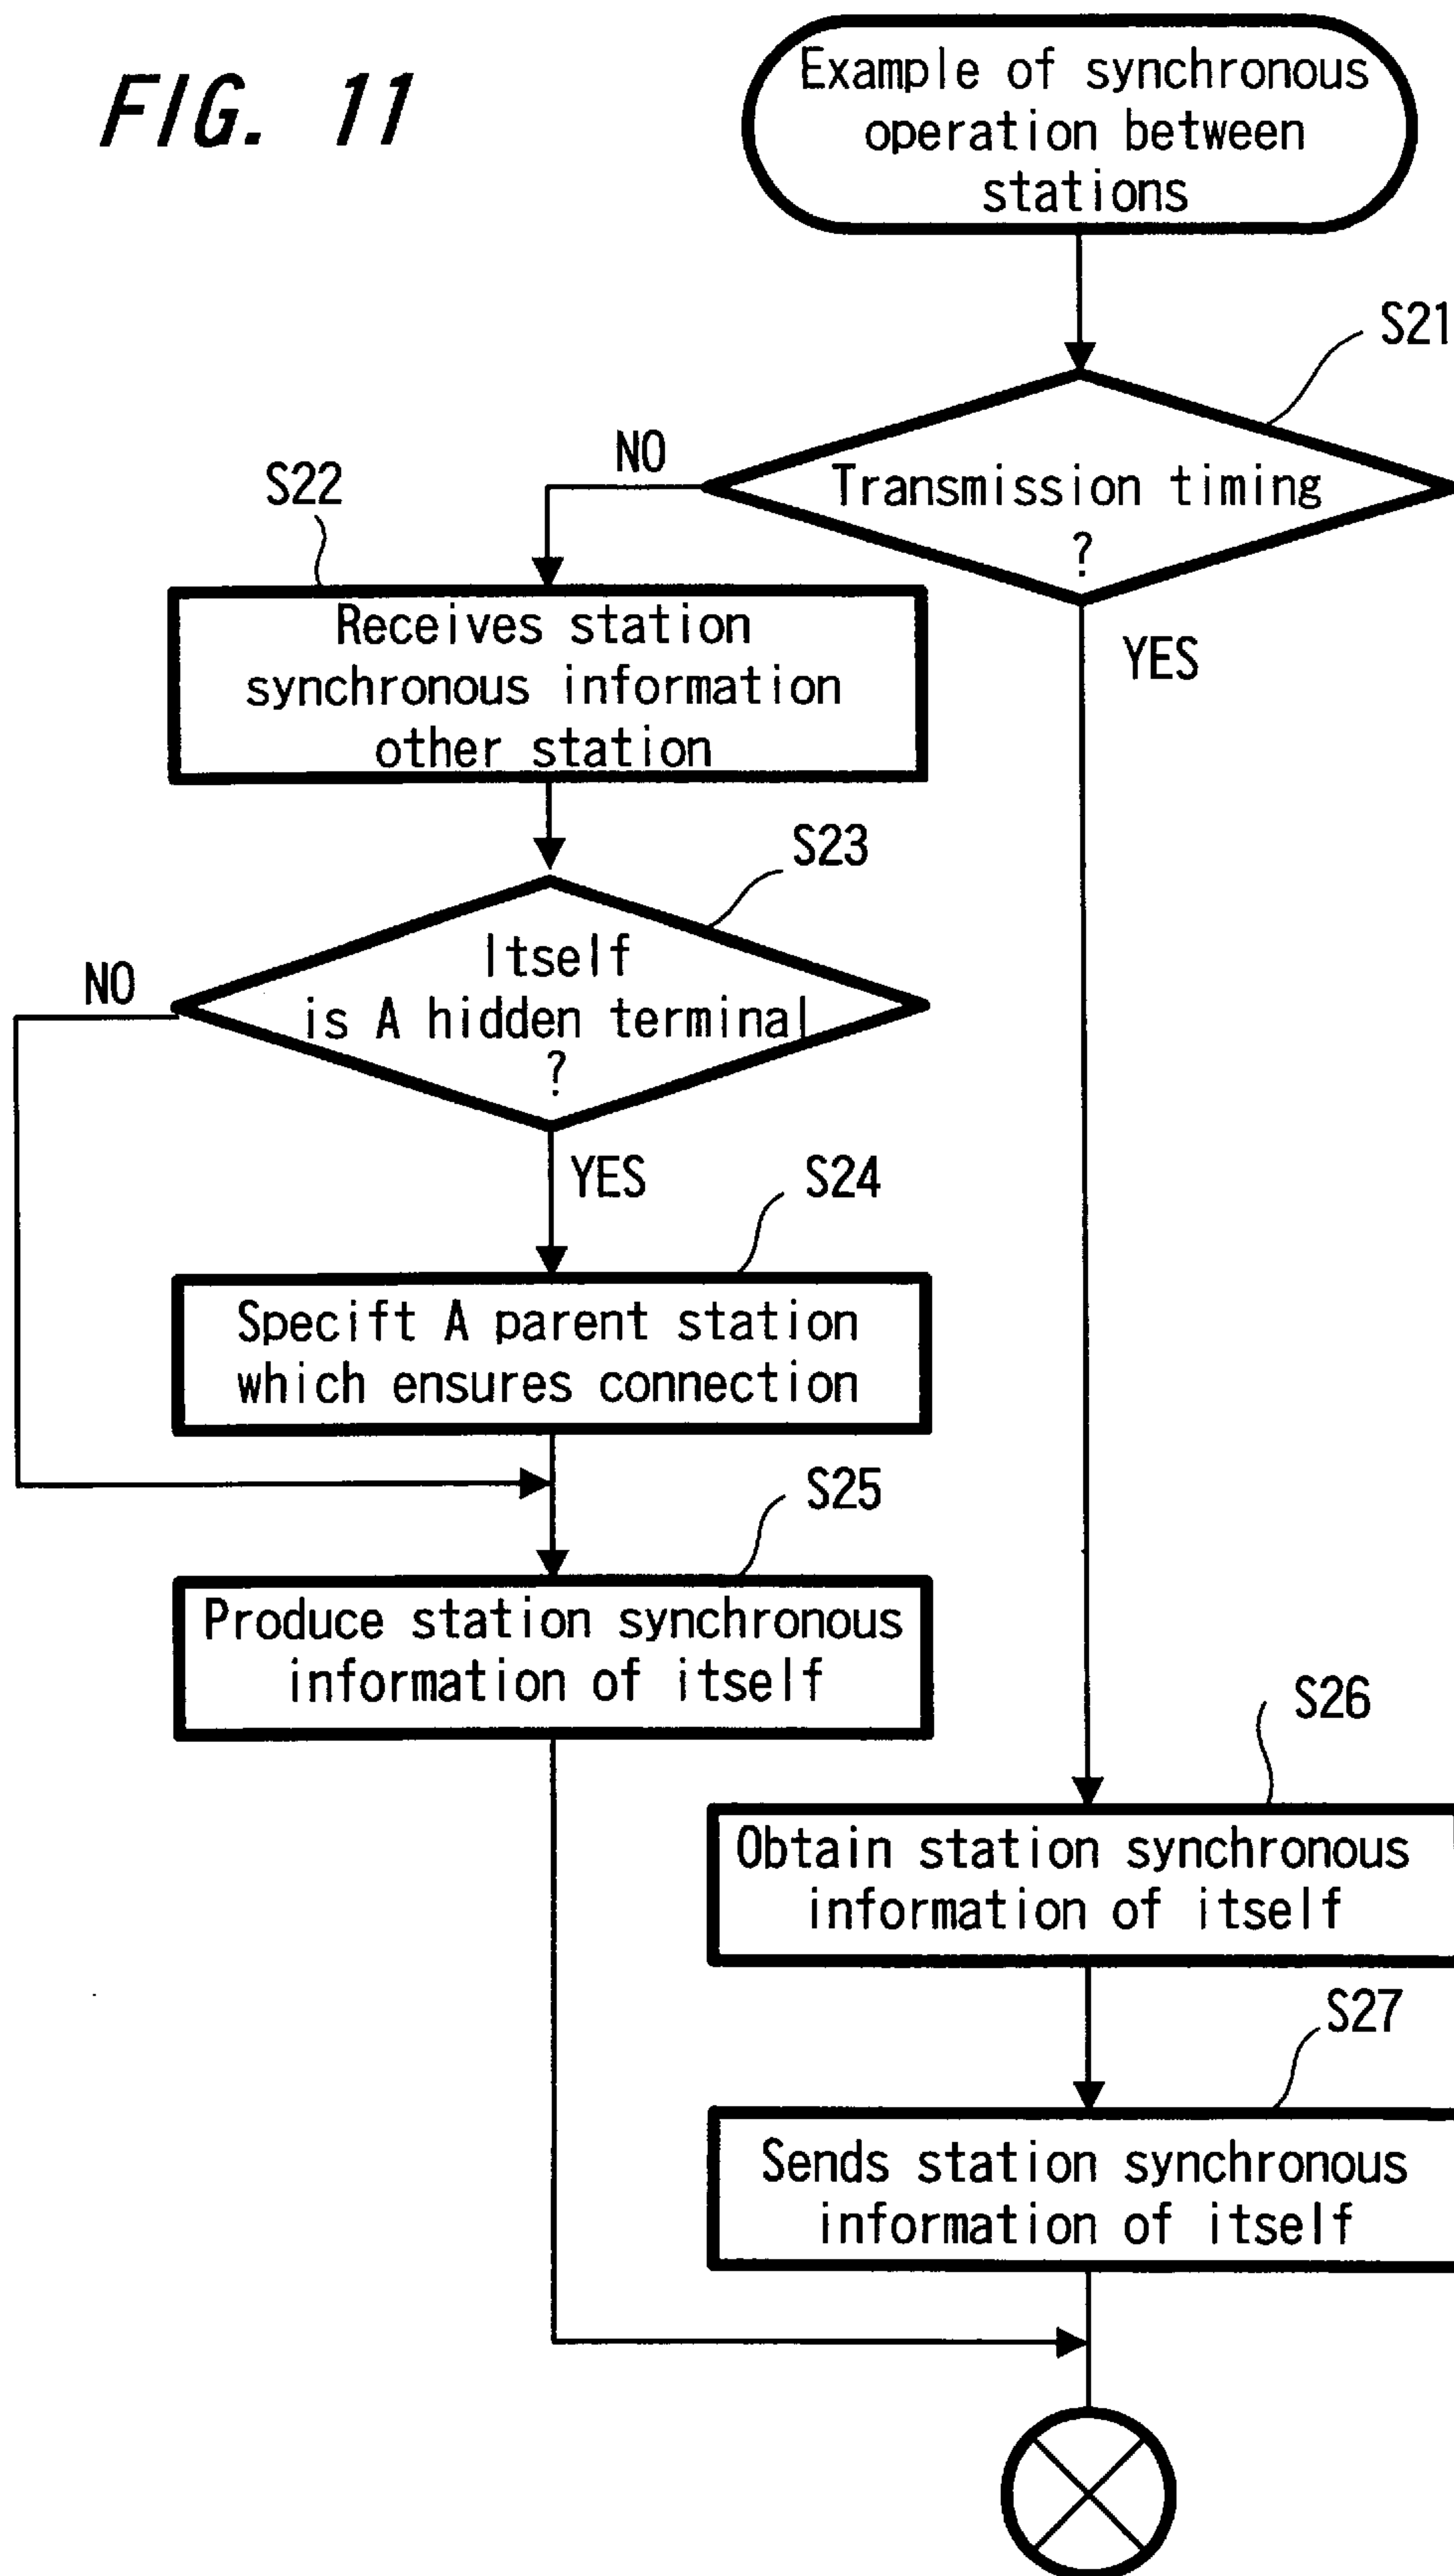 FIG. 11
Example of synchronous
operation between
stations
S21
Transmission timing
?
NO
YES
S22
Receives station
synchronous information
other station
S23
Itself
is A hidden terminal
?
NO
YES
S24
Specift A parent station
which ensures connection
S25
Produce station synchronous
information of itself
S26
Obtain station synchronous
information of itself
S27
Sends station synchronous
information of itself